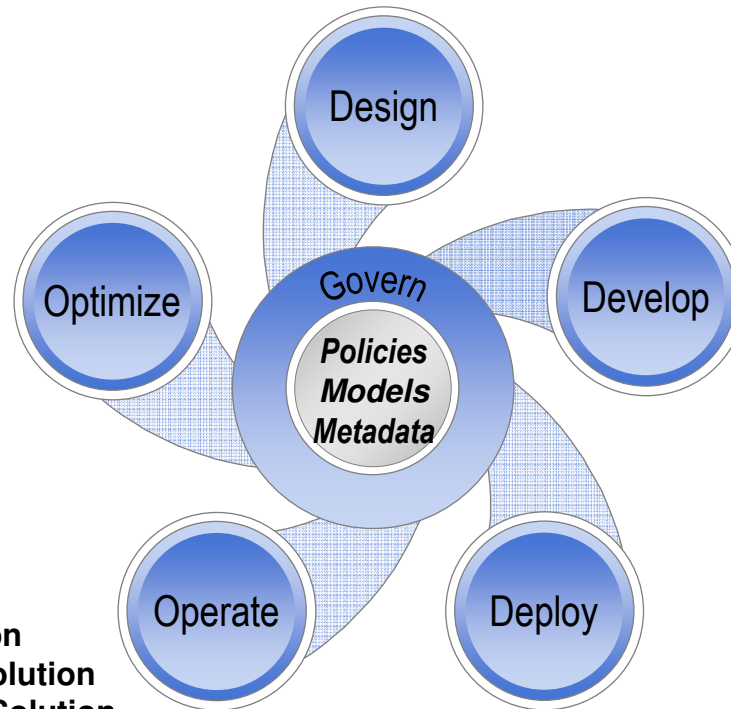 Design
Develop
Optimize
Govern
Policies
Models
Metadata
Operate
Deploy